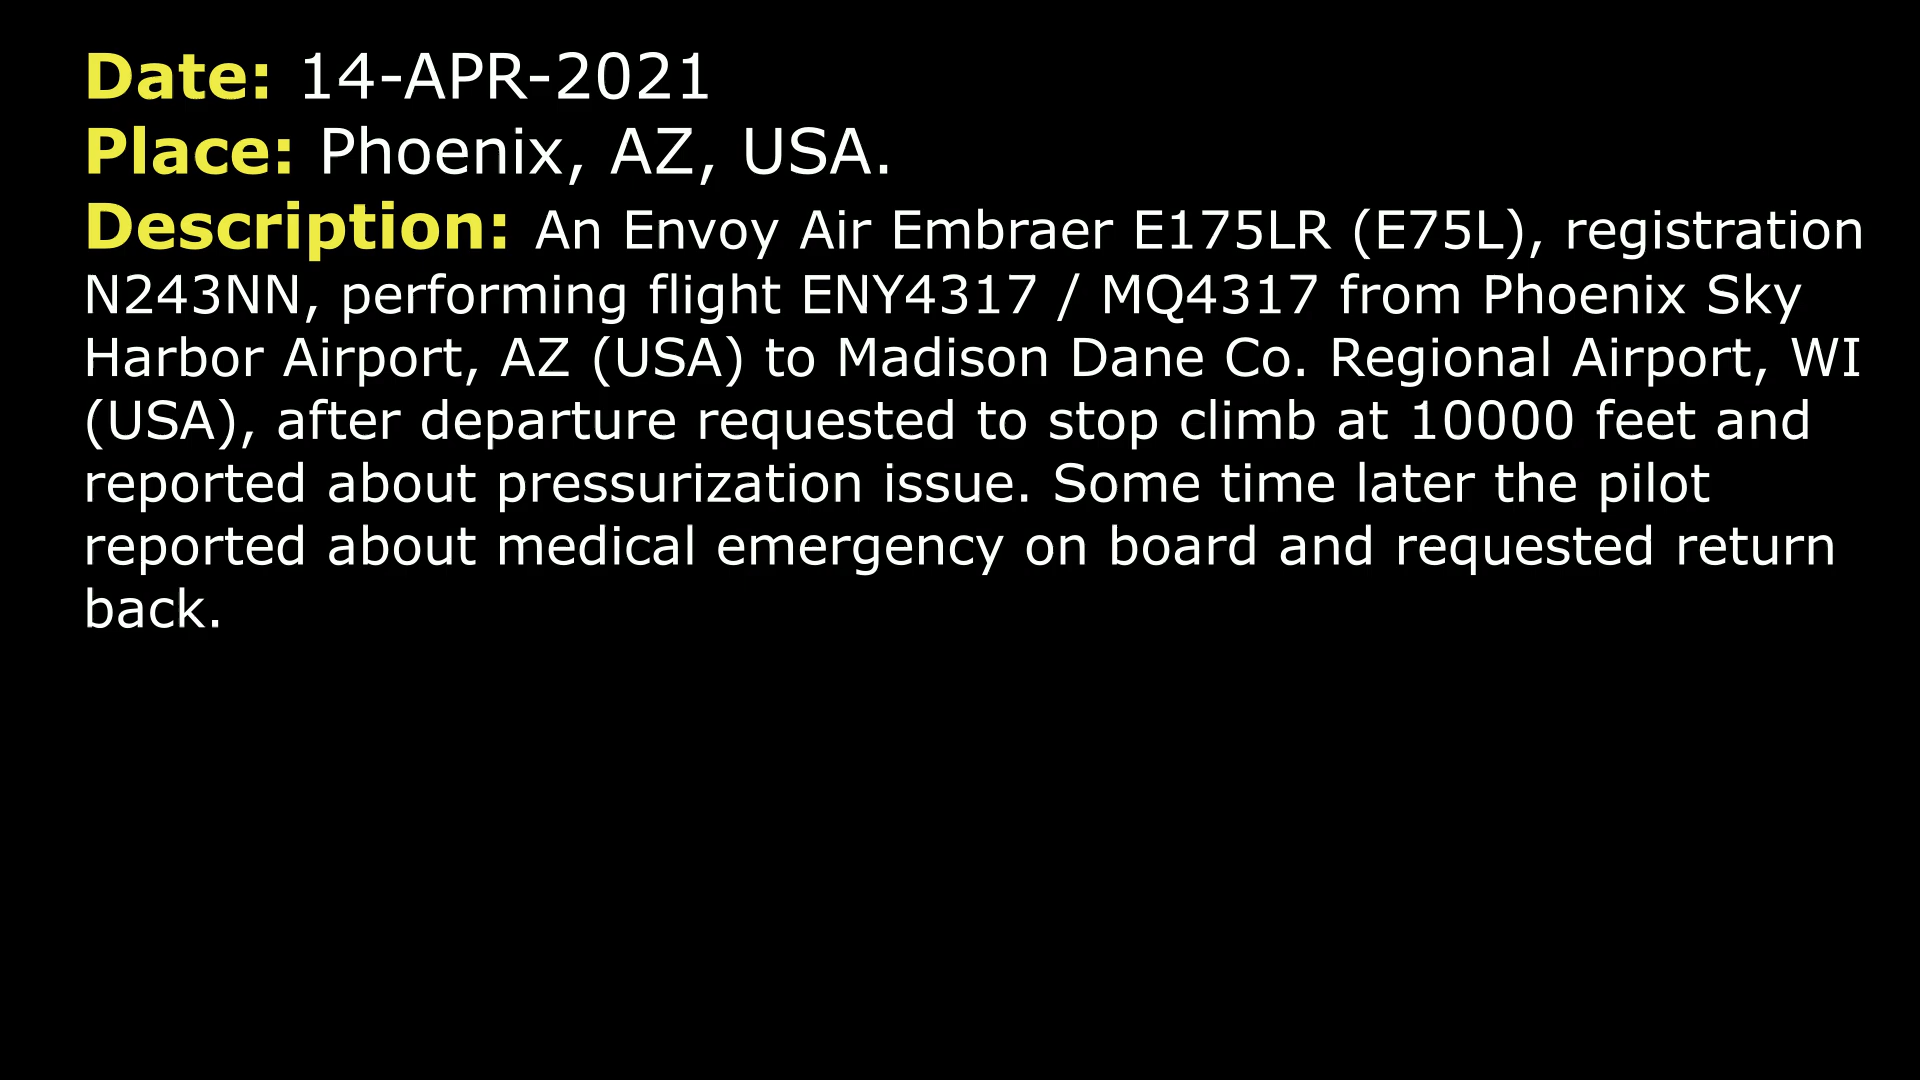 Date: 14-APR-2021
Place: Phoenix, AZ, USA.
Description: An Envoy Air Embraer E175LR (E75L), registration
N243NN, performing flight ENY4317 / MQ4317 from Phoenix Sky
Harbor Airport, AZ (USA) to Madison Dane Co. Regional Airport, WI
(USA), after departure requested to stop climb at 10000 feet and
reported about pressurization issue. Some time later the pilot
reported about medical emergency on board and requested return
back.